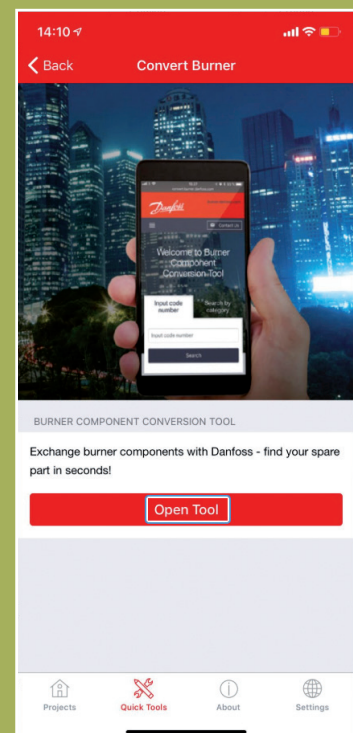 14:10
Back
Convert Burner
Danfoss
Contact us
Welcome to Burner
Component
Conversion Tool
Input code
number
Search by
category
Input code number
Search
BURNER COMPONENT CONVERSION TOOL
Exchange burner components with Danfoss - find your spare
part in seconds!
Open Tool
Projects
Quick Tools
About
Settings